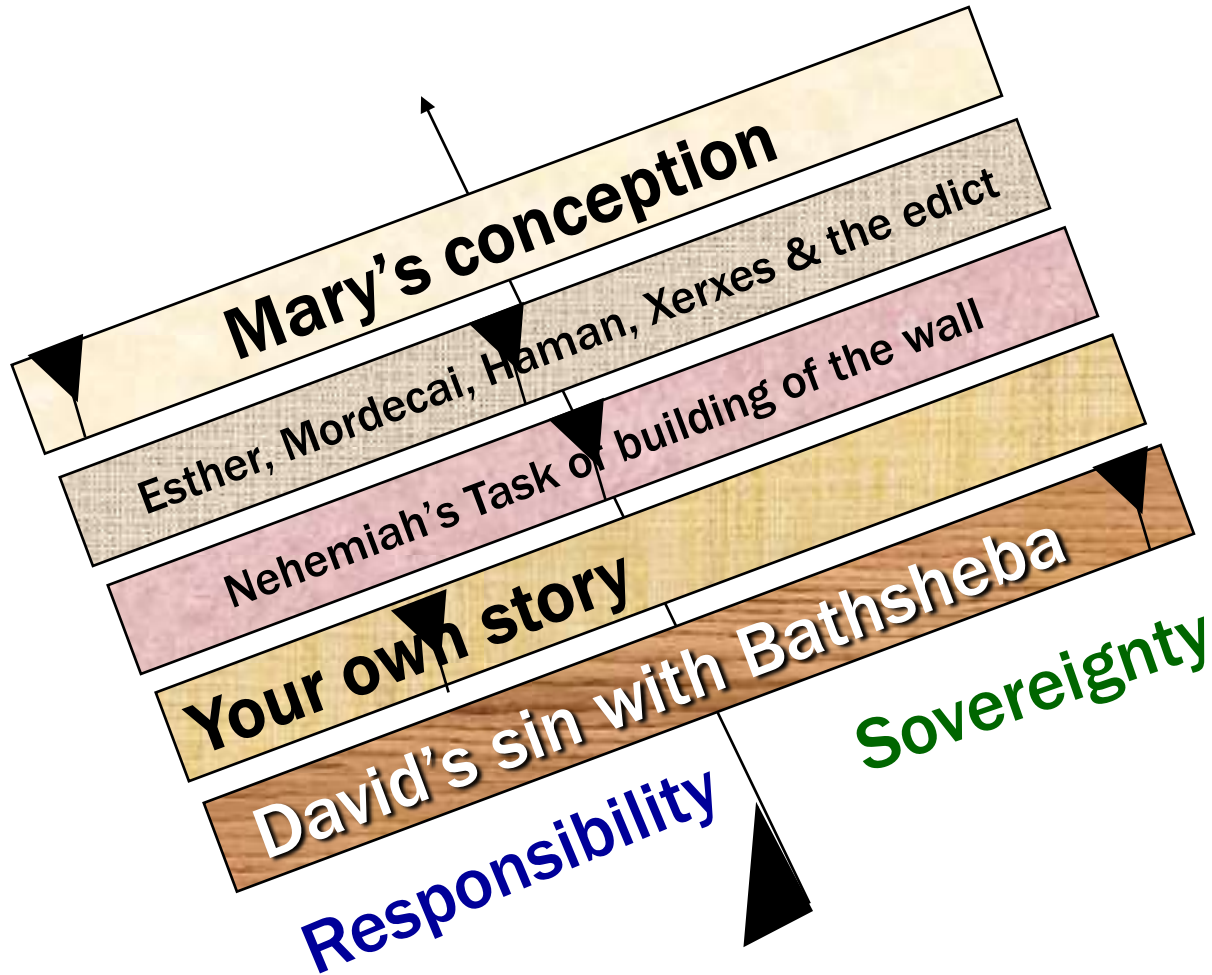 Mary’s conception
Esther, Mordecai, Haman, Xerxes & the edict
Nehemiah’s Task of building of the wall
Your own story
David’s sin with Bathsheba
Responsibility
Sovereignty